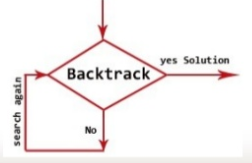 yes Solution
Backtrack
search again
No